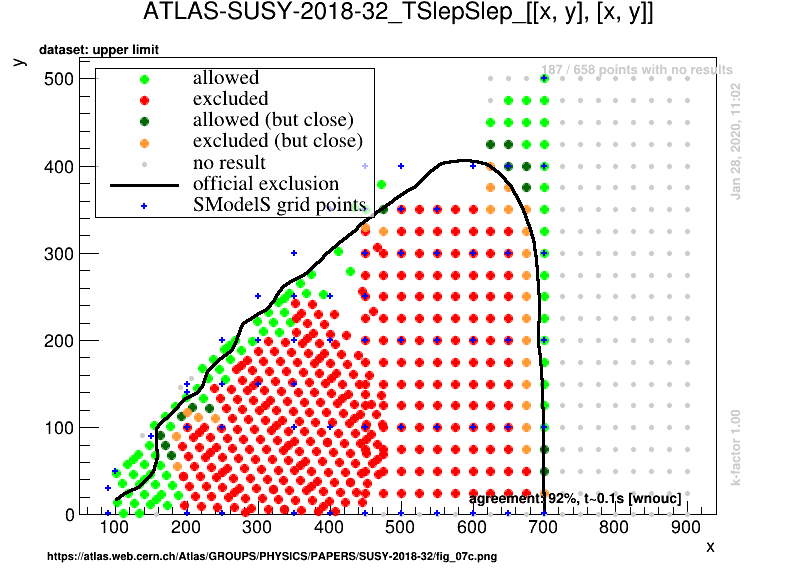 ATLAS-SUSY-2018-32_TSlepSlep_[[x, y], [x, y]]
dataset: upper limit
187 / 658 points with no results
y
500
400
300
200
100
0
allowed
excluded
allowed (but close)
excluded (but close)
no result
official exclusion
SModelS grid points
Jan 28, 2020, 11:02
k-factor 1.00
agreement: 92%, t~0.1s [wnouc]
100 200 300 400 500 600 700 800 900
x
https://atlas.web.cern.ch/Atlas/GROUPS/PHYSICS/PAPERS/SUSY-2018-32/fig_07c.png